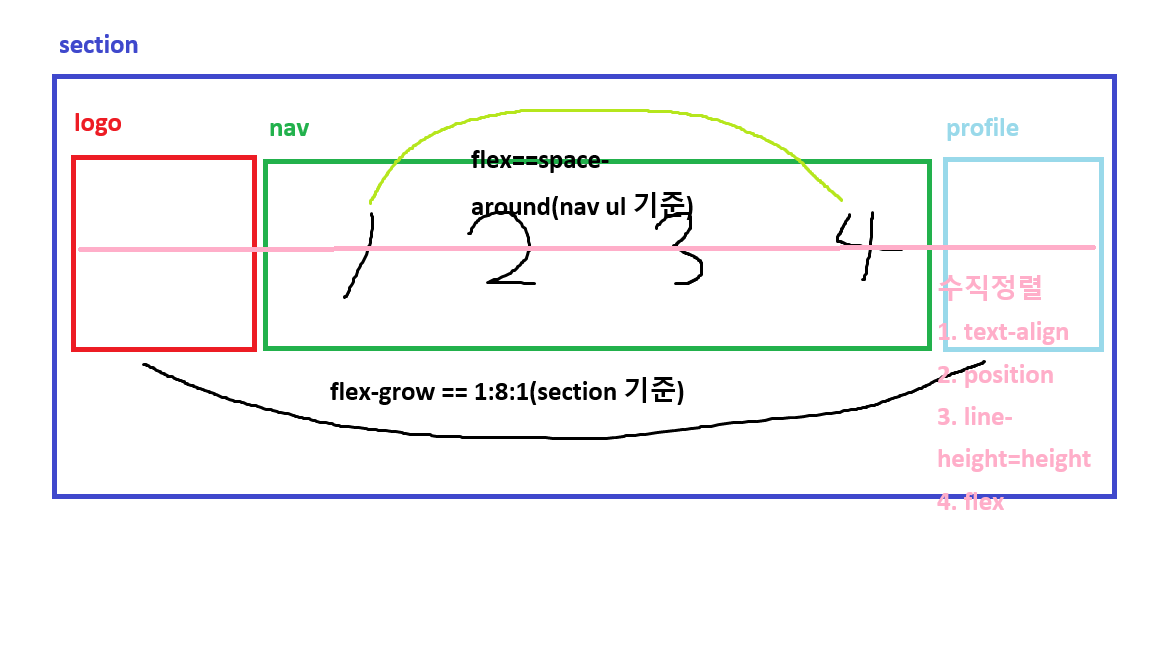 section
logo
nav
profile
flex==space-
around(nav ul 기준)
1 2 3 4
수직정렬
1. text-align
2. position
3. line-
height=height
4. flex
flex-grow == 1:8:1(section 기준)